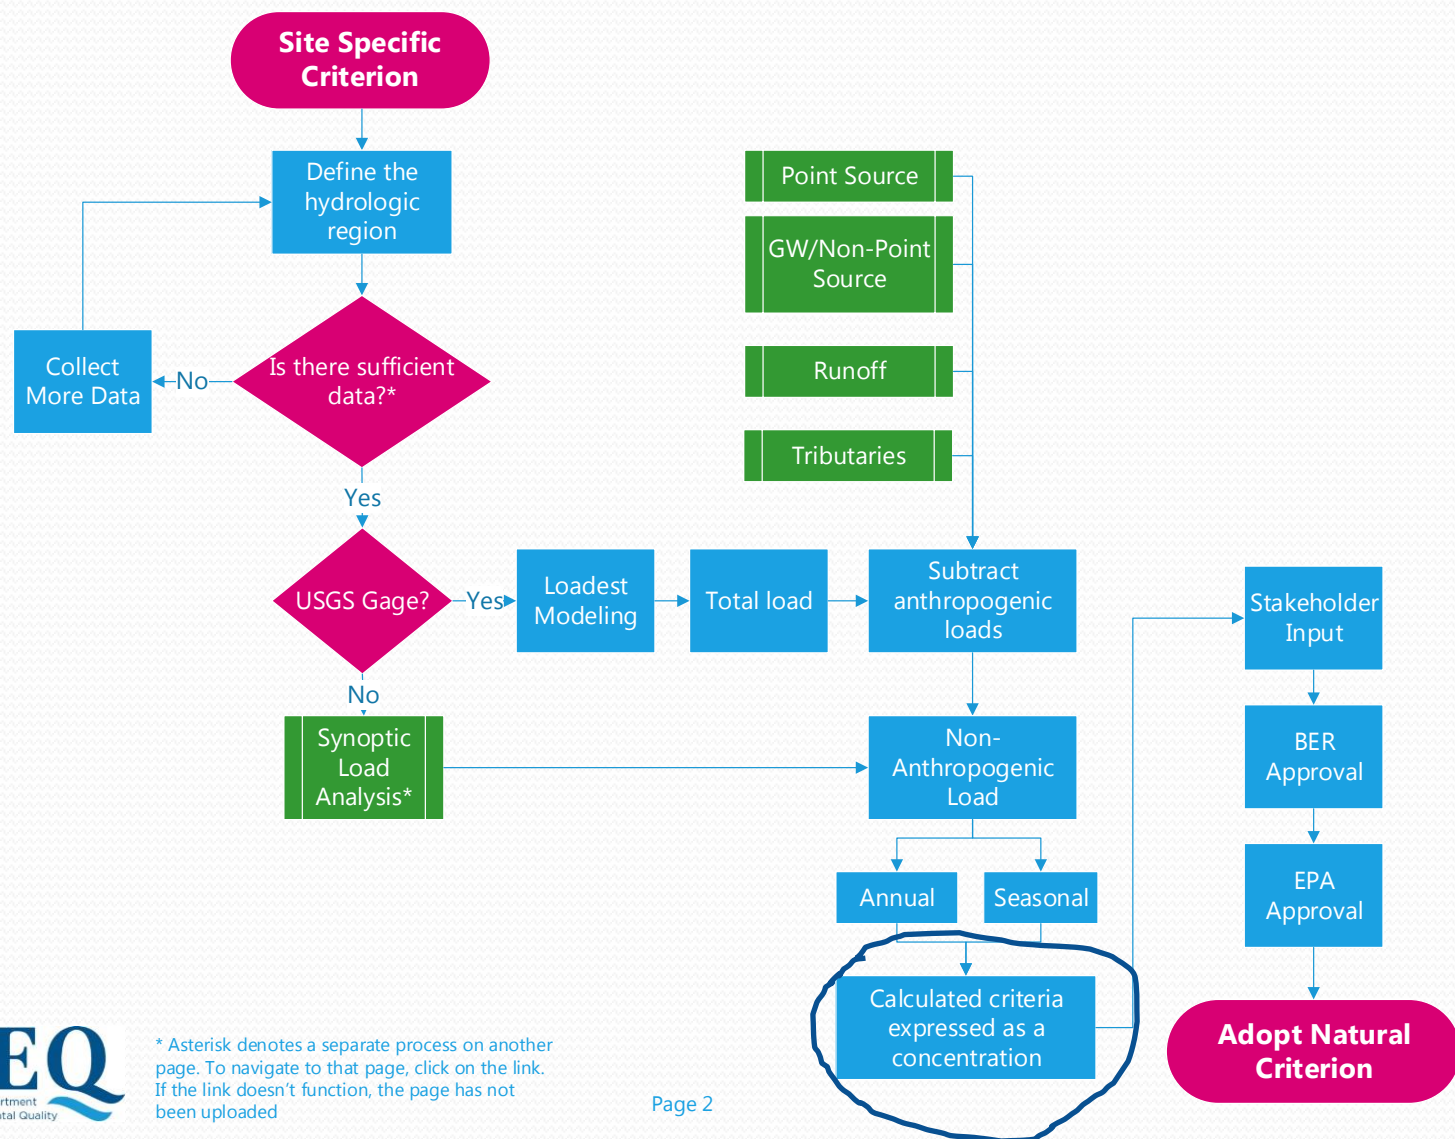 Site Specific
Criterion
Define the
hydrologic
region
Is there sufficient
data?*
No
Collect
More Data
Yes
USGS Gage?
Yes
No
Synoptic
Load
Analysis*
Loadest
Modeling
Total load
Point Source
GW/Non-Point
Source
Runoff
Tributaries
Subtract
anthropogenic
loads
Non-
Anthropogenic
Load
Annual
Seasonal
Calculated criteria
expressed as a
concentration
Stakeholder
Input
BER
Approval
EPA
Approval
Adopt Natural
Criterion
EQ
rtment
tal Quality
* Asterisk denotes a separate process on another
page. To navigate to that page, click on the link.
If the link doesn't function, the page has not
been uploaded
Page 2